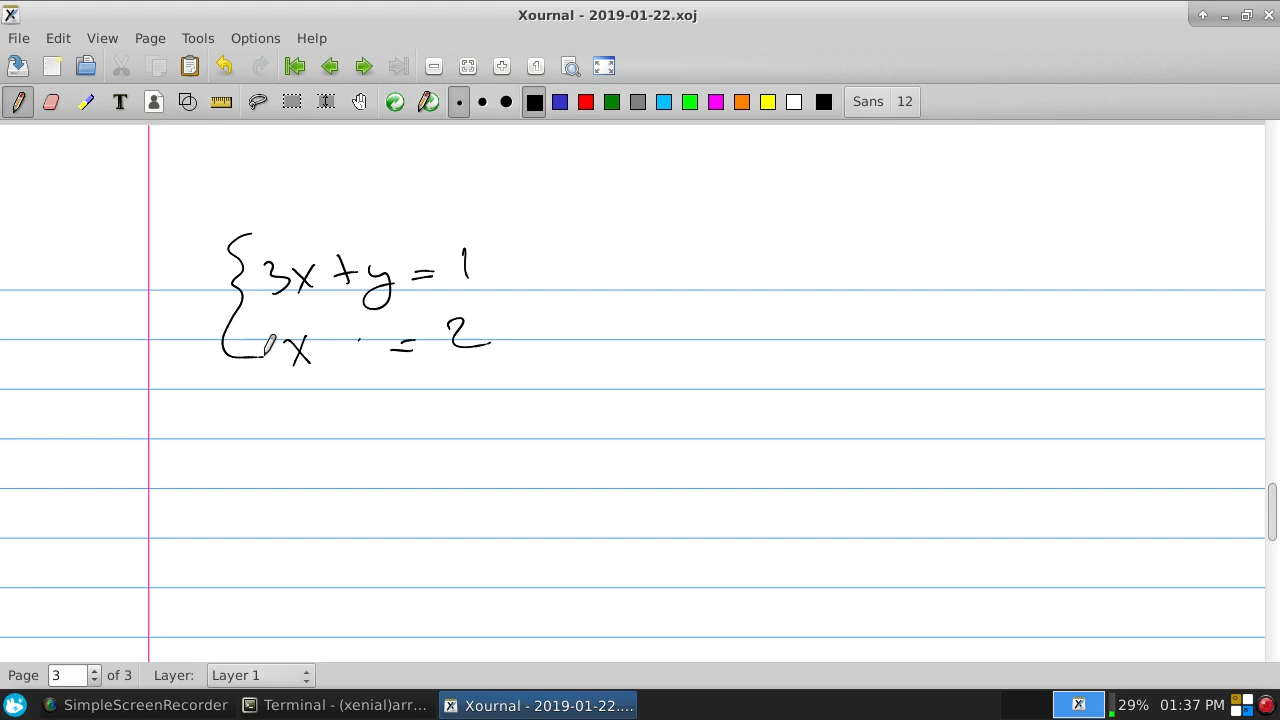 Xournal - 2019-01-22.xoj
File Edit View Page Tools Options Help
Sans 12
3x + y = 1
x = 2
Page 3 of 3 Layer: Layer 1
SimpleScreenRecorder Terminal - (xenial)arr... Xournal - 2019-01-22.... 29% 01:37 PM